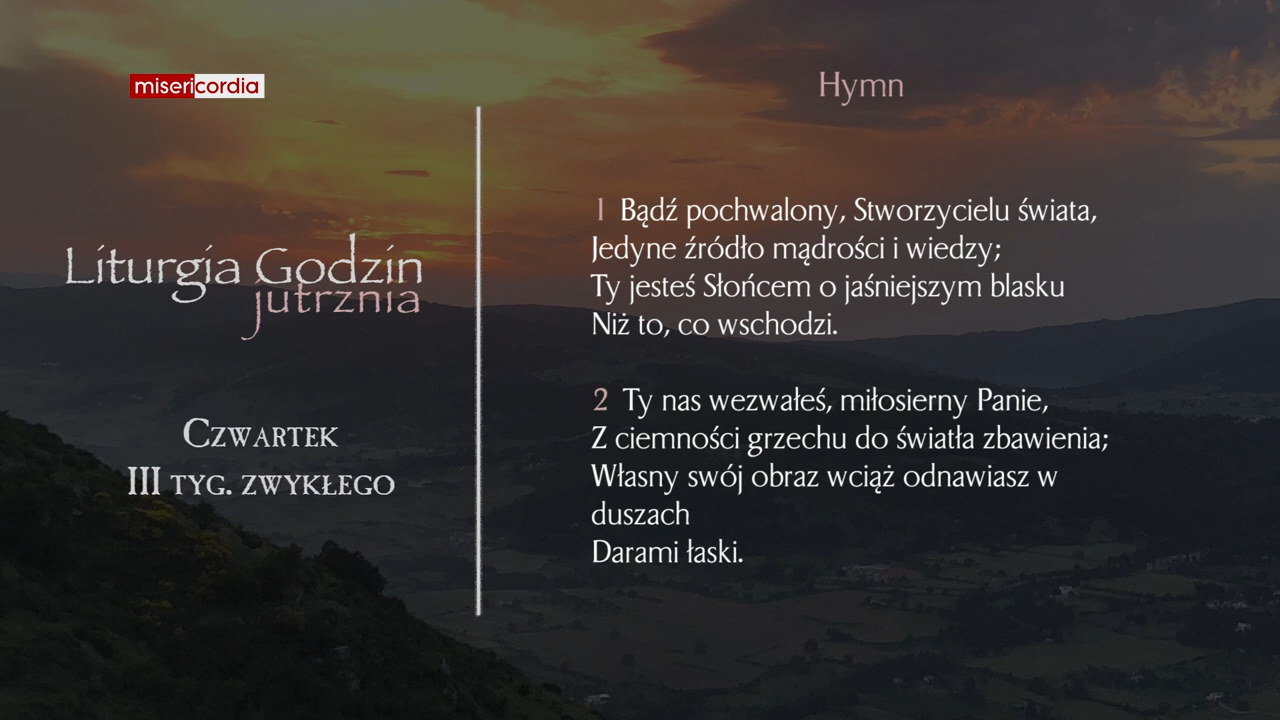 misericordia
Liturgia Godzin
jutrznia
Czwartek
III tyg. zwykłego
Hymn
1 Bądź pochwalony, Stworzycielu świata,
Jedyne źródło mądrości i wiedzy;
Ty jesteś Słońcem o jaśniejszym blasku
Niż to, co wschodzi.
2 Ty nas wezwałeś, miłosierny Panie,
Z ciemności grzechu do światła zbawienia;
Własny swój obraz wciąż odnawiasz w
duszach
Darami łaski.